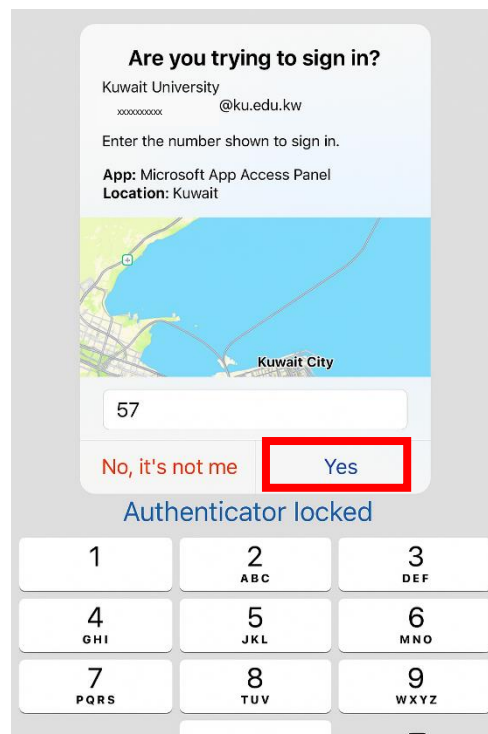 Are you trying to sign in?
Kuwait University
xxxxxxxxxx @ku.edu.kw
Enter the number shown to sign in.
App: Microsoft App Access Panel
Location: Kuwait
Kuwait City
57
No, it's not me Yes
Authenticator locked
1 2 3
ABC DEF
4 5 6
GHI JKL MNO
7 8 9
PQRS TUV WXYZ